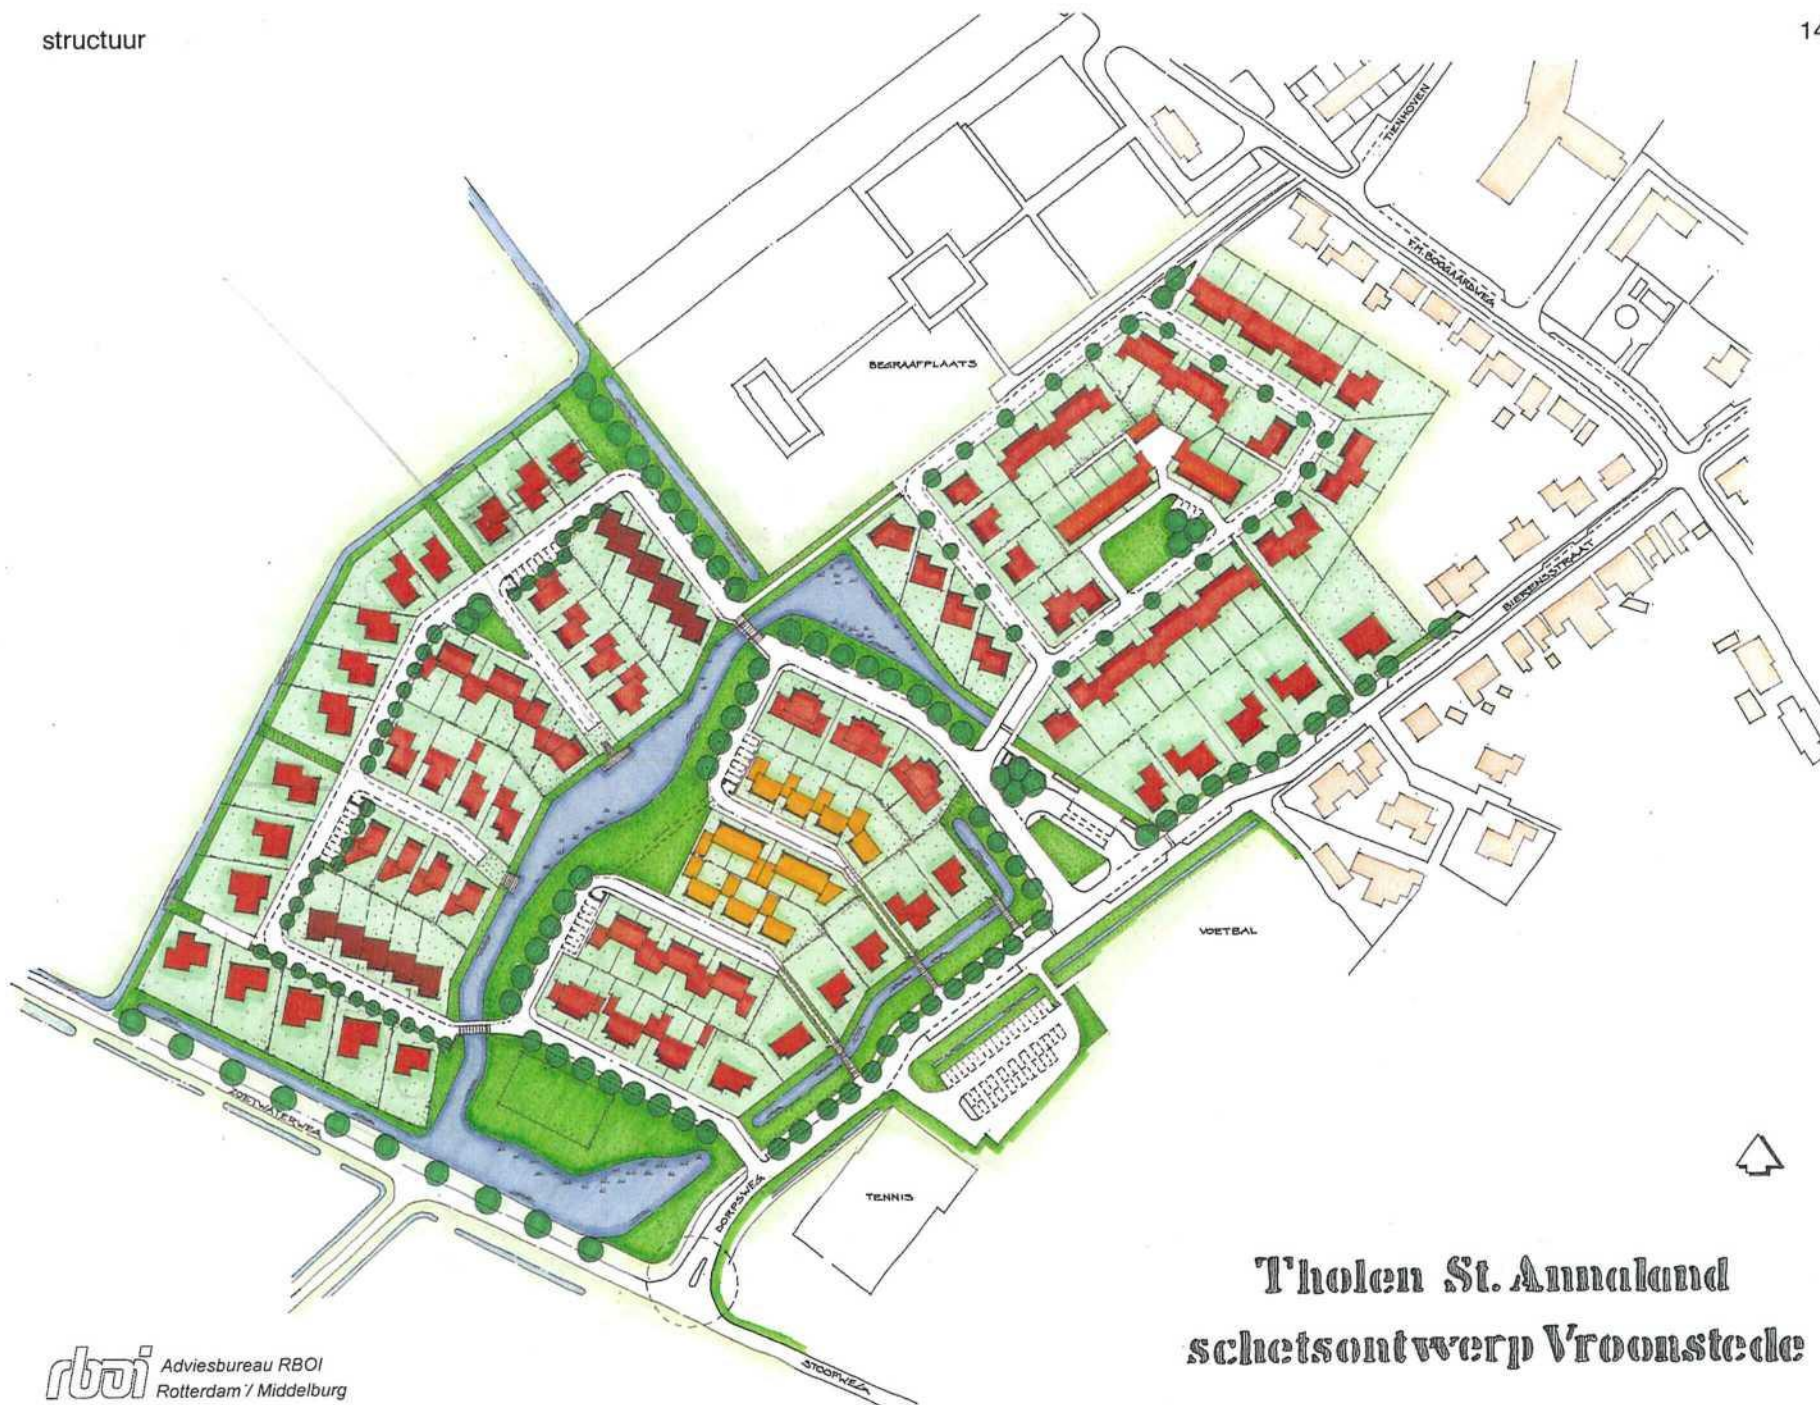 structuur
14
TIENHOVEN
F.M. BOOGAARDWEG
BEGRAAFPLAATS
BIERENSSTRAAT
VOETBAL
ZOETWATERWEG
TENNIS
DORPSWEG
STOOFWEG
Tholen St. Annaland
schetsontwerp Vroonstede
rboi
Adviesbureau RBOI
Rotterdam / Middelburg